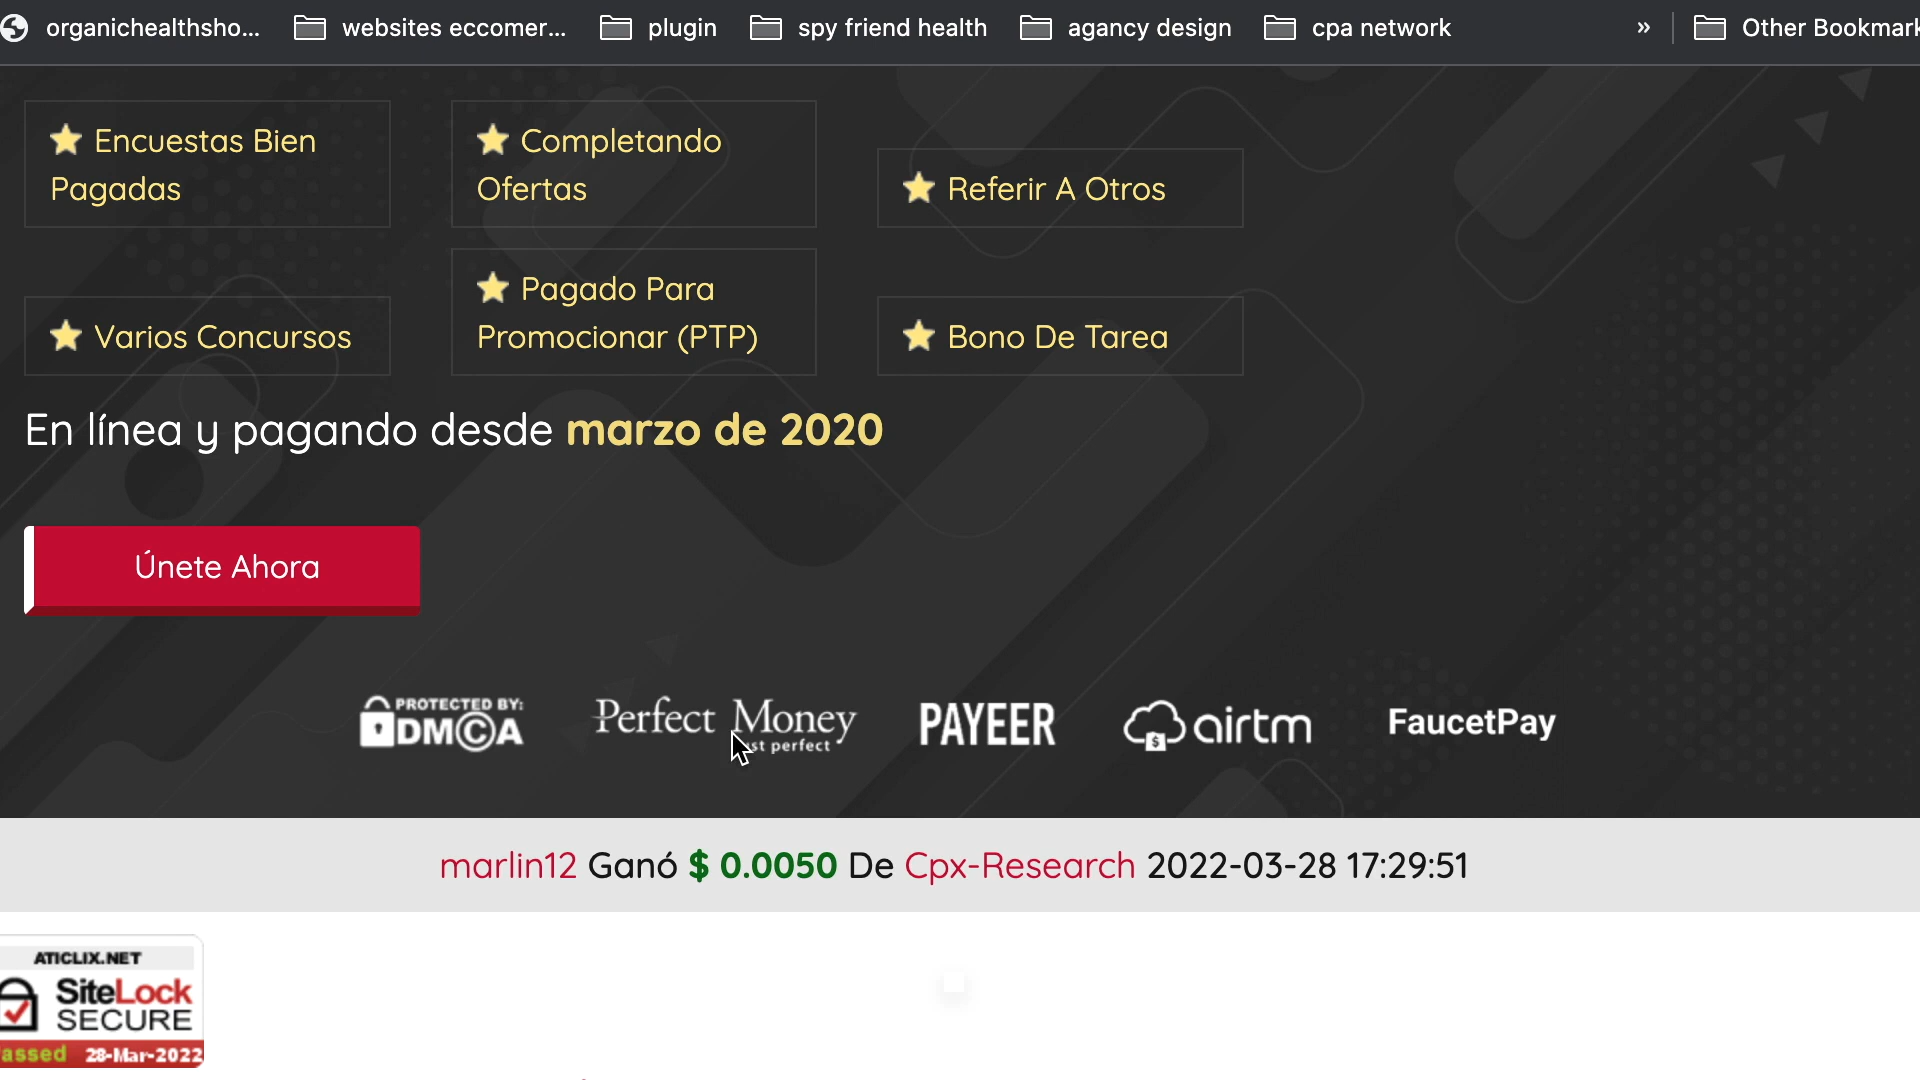 organichealthsho...
websites eccomer...
plugin
spy friend health
agancy design
cpa network
»
Other Bookmark
Encuestas Bien
Pagadas
Completando
Ofertas
Referir A Otros
Varios Concursos
Pagado Para
Promocionar (PTP)
Bono De Tarea
En línea y pagando desde marzo de 2020
Únete Ahora
PROTECTED BY:
DMCA
Perfect Money
st perfect
PAYEER
airtm
FaucetPay
marlin12 Ganó $ 0.0050 De Cpx-Research 2022-03-28 17:29:51
ATICLIX.NET
SiteLock
SECURE
assed 28-Mar-2022